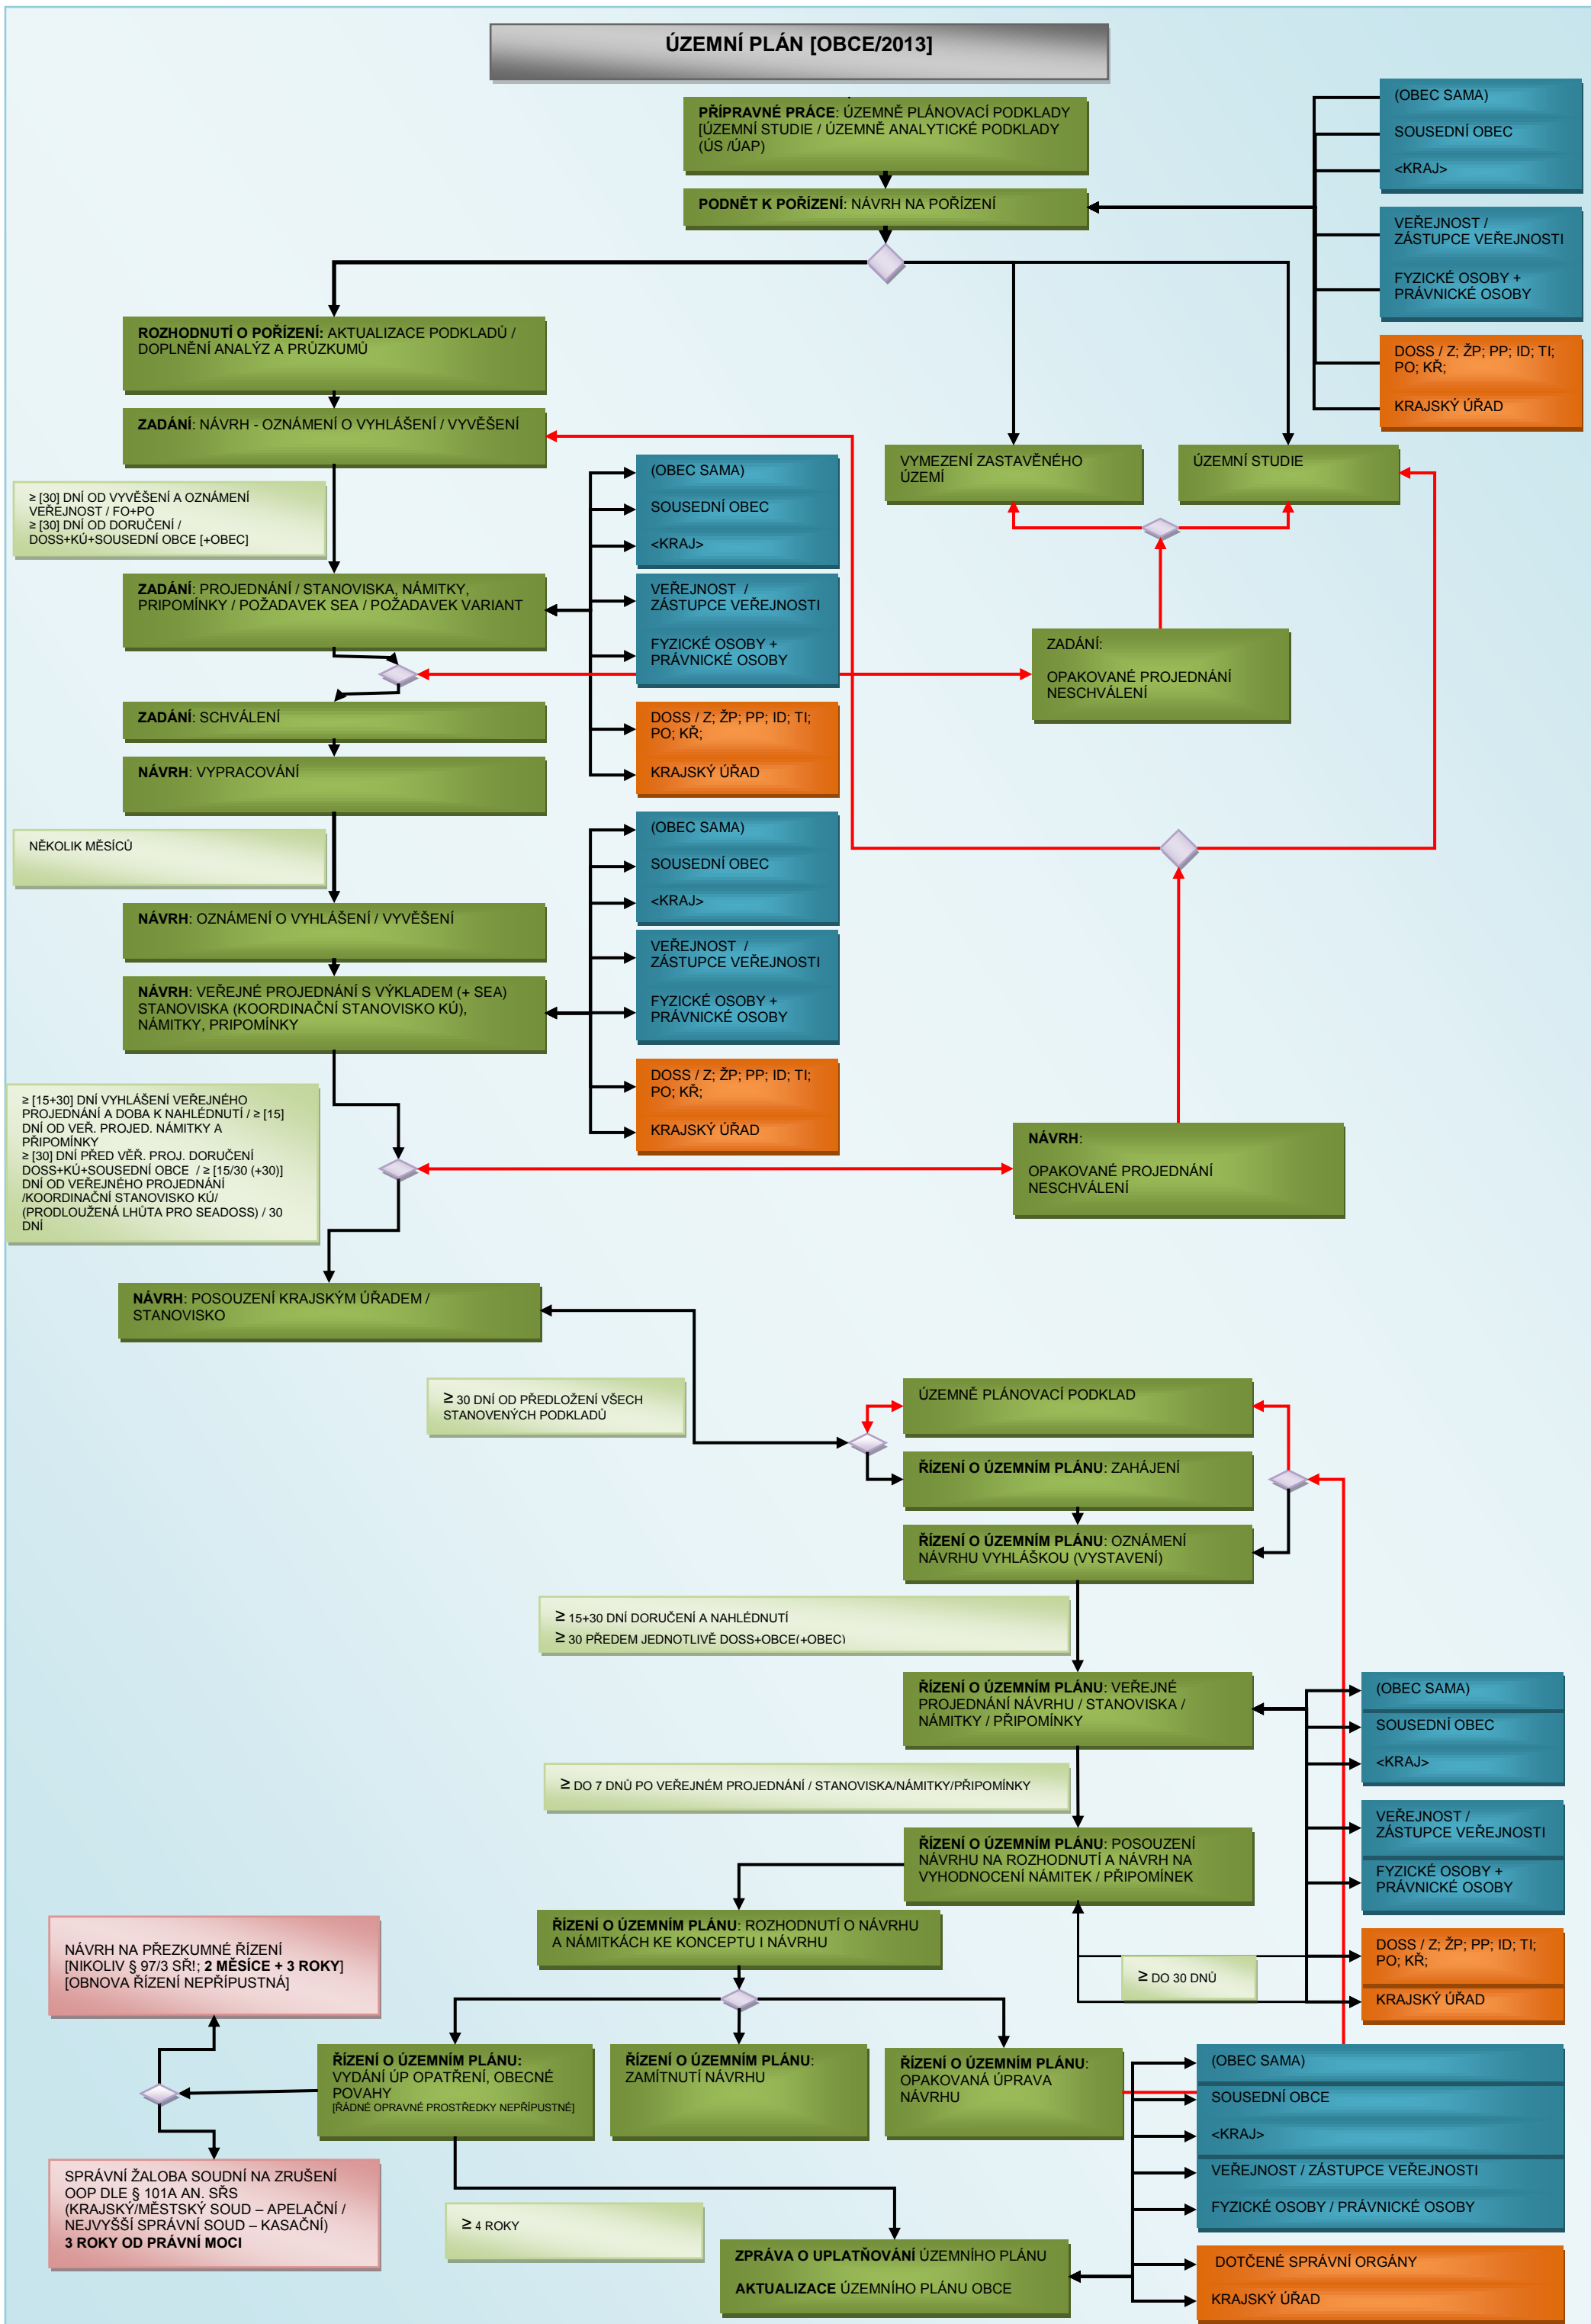 ÚZEMNÍ PLÁN [OBCE/2013]
PŘÍPRAVNÉ PRÁCE: ÚZEMNĚ PLÁNOVACÍ PODKLADY
[ÚZEMNÍ STUDIE / ÚZEMNĚ ANALYTICKÉ PODKLADY
(ÚS /ÚAP)
PODNĚT K POŘÍZENÍ: NÁVRH NA POŘÍZENÍ
(OBEC SAMA)
SOUSEDNÍ OBEC
<KRAJ>
VEŘEJNOST /
ZÁSTUPCE VEŘEJNOSTI
FYZICKÉ OSOBY +
PRÁVNICKÉ OSOBY
DOSS / Z; ŽP; PP; ID; TI;
PO; KŘ;
KRAJSKÝ ÚŘAD
ROZHODNUTÍ O POŘÍZENÍ: AKTUALIZACE PODKLADŮ /
DOPLNĚNÍ ANALÝZ A PRŮZKUMŮ
ZADÁNÍ: NÁVRH - OZNÁMENÍ O VYHLÁŠENÍ / VYVĚŠENÍ
VYMEZENÍ ZASTAVĚNÉHO
ÚZEMÍ
ÚZEMNÍ STUDIE
≥ [30] DNÍ OD VYVĚŠENÍ A OZNÁMENÍ
VEŘEJNOST / FO+PO
≥ [30] DNÍ OD DORUČENÍ /
DOSS+KÚ+SOUSEDNÍ OBCE [+OBEC]
(OBEC SAMA)
SOUSEDNÍ OBEC
<KRAJ>
VEŘEJNOST /
ZÁSTUPCE VEŘEJNOSTI
FYZICKÉ OSOBY +
PRÁVNICKÉ OSOBY
DOSS / Z; ŽP; PP; ID; TI;
PO; KŘ;
KRAJSKÝ ÚŘAD
ZADÁNÍ: PROJEDNÁNÍ / STANOVISKA, NÁMITKY,
PRIPOMÍNKY / POŽADAVEK SEA / POŽADAVEK VARIANT
ZADÁNÍ:
OPAKOVANÉ PROJEDNÁNÍ
NESCHVÁLENÍ
ZADÁNÍ: SCHVÁLENÍ
NÁVRH: VYPRACOVÁNÍ
NĚKOLIK MĚSÍCŮ
(OBEC SAMA)
SOUSEDNÍ OBEC
<KRAJ>
VEŘEJNOST /
ZÁSTUPCE VEŘEJNOSTI
FYZICKÉ OSOBY +
PRÁVNICKÉ OSOBY
DOSS / Z; ŽP; PP; ID; TI;
PO; KŘ;
KRAJSKÝ ÚŘAD
NÁVRH: OZNÁMENÍ O VYHLÁŠENÍ / VYVĚŠENÍ
NÁVRH: VEŘEJNÉ PROJEDNÁNÍ S VÝKLADEM (+ SEA)
STANOVISKA (KOORDINAČNÍ STANOVISKO KÚ),
NÁMITKY, PRIPOMÍNKY
≥ [15+30] DNÍ VYHLÁŠENÍ VEŘEJNÉHO
PROJEDNÁNÍ A DOBA K NAHLÉDNUTÍ / ≥ [15]
DNÍ OD VEŘ. PROJED. NÁMITKY A
PŘIPOMÍNKY
≥ [30] DNÍ PŘED VĚŘ. PROJ. DORUČENÍ
DOSS+KÚ+SOUSEDNÍ OBCE / ≥ [15/30 (+30)]
DNÍ OD VEŘEJNÉHO PROJEDNÁNÍ
/KOORDINAČNÍ STANOVISKO KÚ/
(PRODLOUŽENÁ LHŮTA PRO SEADOSS) / 30
DNÍ
NÁVRH:
OPAKOVANÉ PROJEDNÁNÍ
NESCHVÁLENÍ
NÁVRH: POSOUZENÍ KRAJSKÝM ÚŘADEM /
STANOVISKO
≥ 30 DNÍ OD PŘEDLOŽENÍ VŠECH
STANOVENÝCH PODKLADŮ
ÚZEMNĚ PLÁNOVACÍ PODKLAD
ŘÍZENÍ O ÚZEMNÍM PLÁNU: ZAHÁJENÍ
ŘÍZENÍ O ÚZEMNÍM PLÁNU: OZNÁMENÍ
NÁVRHU VYHLÁŠKOU (VYSTAVENÍ)
≥ 15+30 DNÍ DORUČENÍ A NAHLÉDNUTÍ
≥ 30 PŘEDEM JEDNOTLIVĚ DOSS+OBCE(+OBEC)
ŘÍZENÍ O ÚZEMNÍM PLÁNU: VEŘEJNÉ
PROJEDNÁNÍ NÁVRHU / STANOVISKA /
NÁMITKY / PŘIPOMÍNKY
(OBEC SAMA)
SOUSEDNÍ OBEC
<KRAJ>
VEŘEJNOST /
ZÁSTUPCE VEŘEJNOSTI
FYZICKÉ OSOBY +
PRÁVNICKÉ OSOBY
DOSS / Z; ŽP; PP; ID; TI;
PO; KŘ;
KRAJSKÝ ÚŘAD
≥ DO 7 DNŮ PO VEŘEJNÉM PROJEDNÁNÍ / STANOVISKA/NÁMITKY/PŘIPOMÍNKY
ŘÍZENÍ O ÚZEMNÍM PLÁNU: POSOUZENÍ
NÁVRHU NA ROZHODNUTÍ A NÁVRH NA
VYHODNOCENÍ NÁMITEK / PŘIPOMÍNEK
ŘÍZENÍ O ÚZEMNÍM PLÁNU: ROZHODNUTÍ O NÁVRHU
A NÁMITKÁCH KE KONCEPTU I NÁVRHU
≥ DO 30 DNŮ
NÁVRH NA PŘEZKUMNÉ ŘÍZENÍ
[NIKOLIV § 97/3 SŘ!; 2 MĚSÍCE + 3 ROKY]
[OBNOVA ŘÍZENÍ NEPŘÍPUSTNÁ]
ŘÍZENÍ O ÚZEMNÍM PLÁNU:
VYDÁNÍ ÚP OPATŘENÍ, OBECNÉ
POVAHY
[ŘÁDNÉ OPRAVNÉ PROSTŘEDKY NEPŘÍPUSTNÉ]
ŘÍZENÍ O ÚZEMNÍM PLÁNU:
ZAMÍTNUTÍ NÁVRHU
ŘÍZENÍ O ÚZEMNÍM PLÁNU:
OPAKOVANÁ ÚPRAVA
NÁVRHU
(OBEC SAMA)
SOUSEDNÍ OBCE
<KRAJ>
VEŘEJNOST / ZÁSTUPCE VEŘEJNOSTI
FYZICKÉ OSOBY / PRÁVNICKÉ OSOBY
DOTČENÉ SPRÁVNÍ ORGÁNY
KRAJSKÝ ÚŘAD
SPRÁVNÍ ŽALOBA SOUDNÍ NA ZRUŠENÍ
OOP DLE § 101A AN. SŘS
(KRAJSKÝ/MĚSTSKÝ SOUD – APELAČNÍ /
NEJVYŠŠÍ SPRÁVNÍ SOUD – KASAČNÍ)
3 ROKY OD PRÁVNÍ MOCI
≥ 4 ROKY
ZPRÁVA O UPLATŇOVÁNÍ ÚZEMNÍHO PLÁNU
AKTUALIZACE ÚZEMNÍHO PLÁNU OBCE